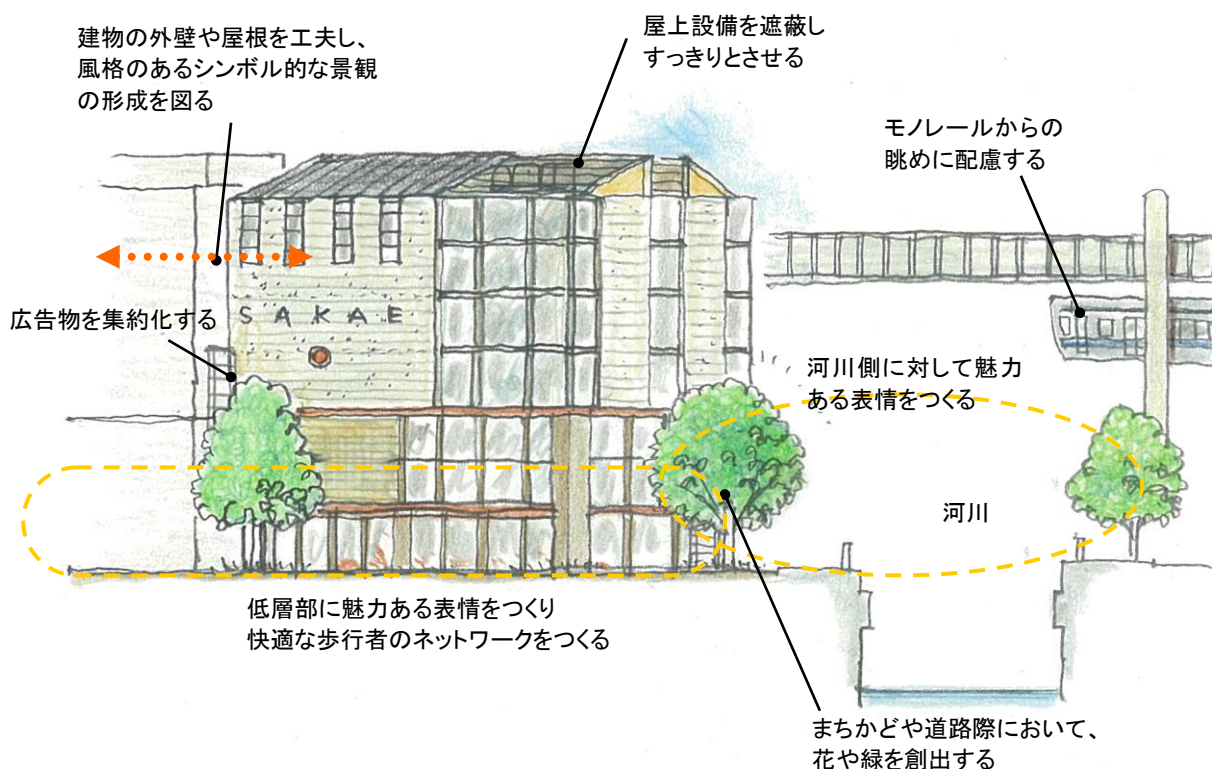 建物の外壁や屋根を工夫し、
風格のあるシンボル的な景観
の形成を図る
屋上設備を遮蔽し
すっきりとさせる
モノレールからの
眺めに配慮する
広告物を集約化する
SAKAE
河川側に対して魅力
ある表情をつくる
河川
低層部に魅力ある表情をつくり
快適な歩行者のネットワークをつくる
まちかどや道路際において、
花や緑を創出する